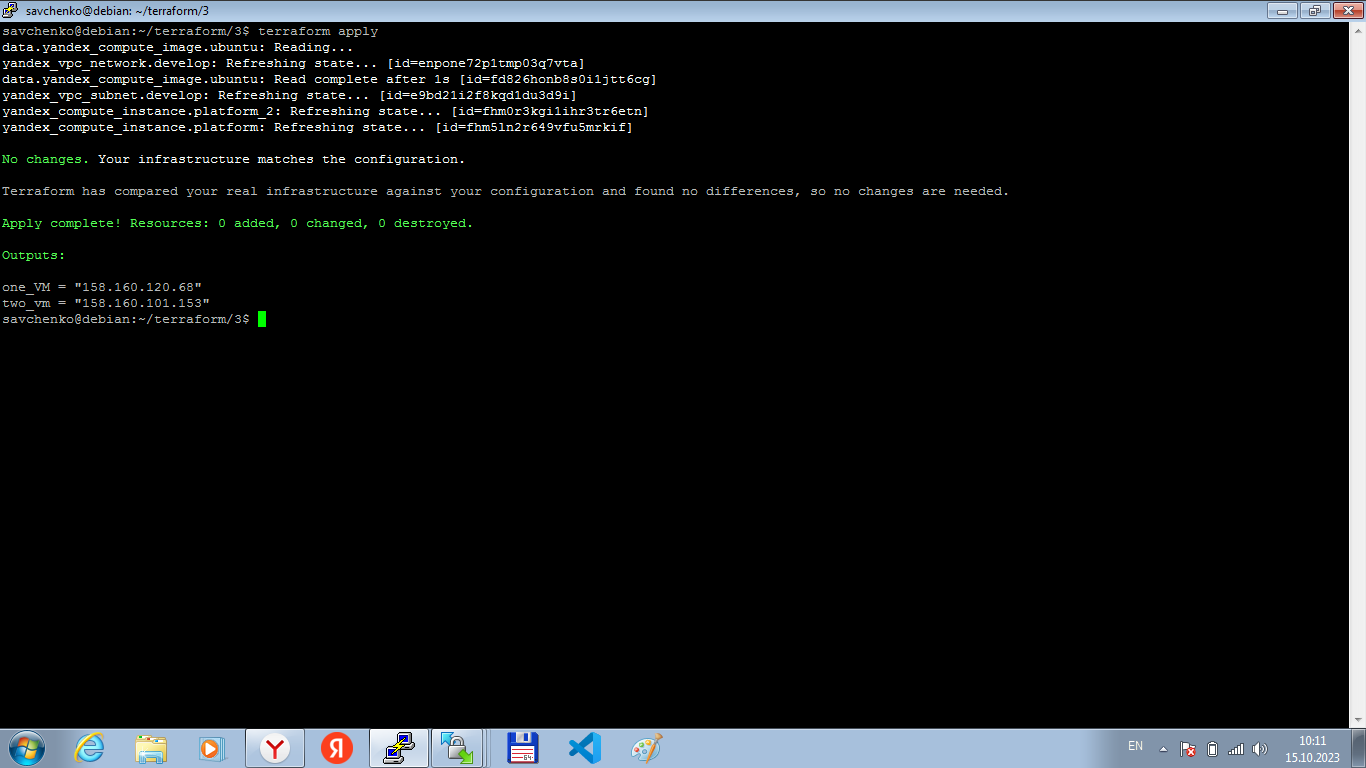 savchenko@debian: ~/terraform/3
savchenko@debian:~/terraform/3$ terraform apply
data.yandex_compute_image.ubuntu: Reading...
yandex_vpc_network.develop: Refreshing state... [id=enpone72p1tmp03q7vta]
data.yandex_compute_image.ubuntu: Read complete after 1s [id=fd826honb8s0i1jtt6cg]
yandex_vpc_subnet.develop: Refreshing state... [id=e9bd21i2f8kqd1du3d9i]
yandex_compute_instance.platform_2: Refreshing state... [id=fhm0r3kgi1ihr3tr6etn]
yandex_compute_instance.platform: Refreshing state... [id=fhm5ln2r649vfu5mrkif]
No changes. Your infrastructure matches the configuration.
Terraform has compared your real infrastructure against your configuration and found no differences, so no changes are needed.
Apply complete! Resources: 0 added, 0 changed, 0 destroyed.
Outputs:
one_VM = "158.160.120.68"
two_vm = "158.160.101.153"
savchenko@debian:~/terraform/3$
EN
10:11
15.10.2023
Y
Я
64